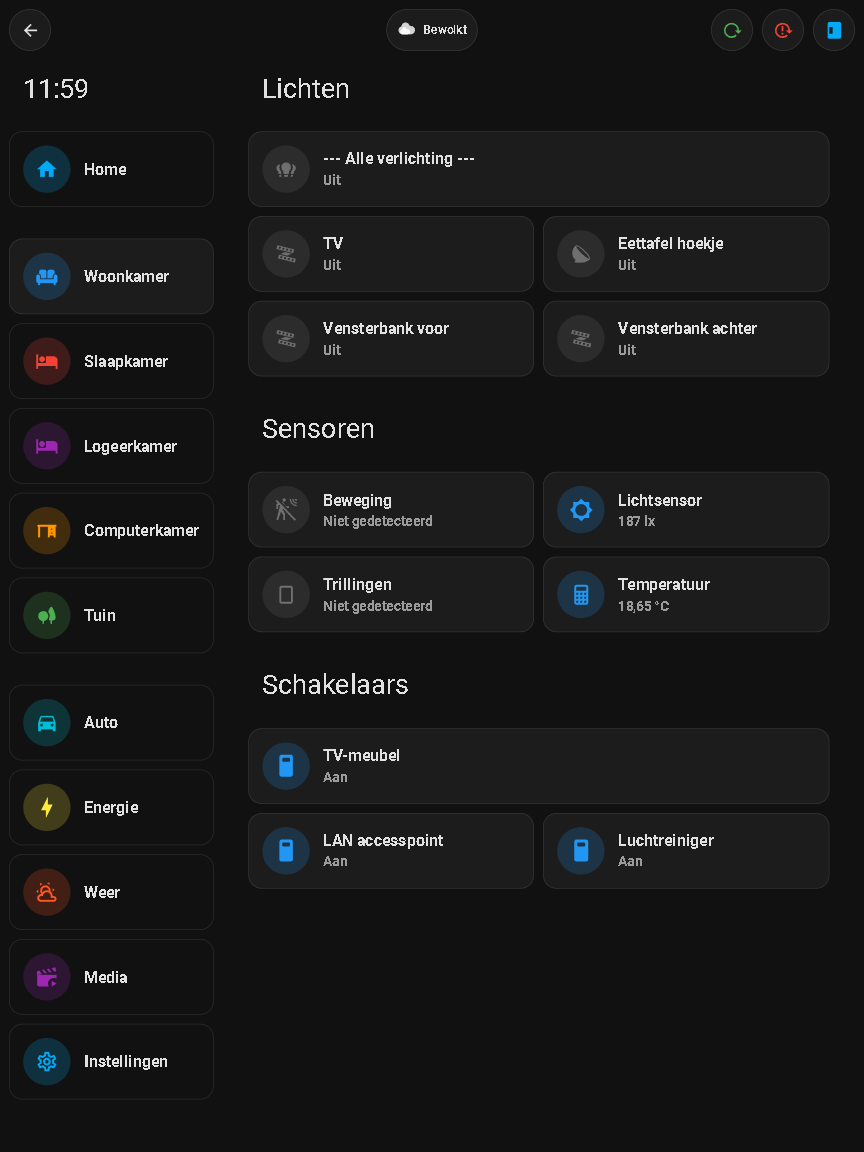 Bewolkt
11:59
Home
Woonkamer
Slaapkamer
Logeerkamer
Computerkamer
Tuin
Auto
Energie
Weer
Media
Instellingen
Lichten
--- Alle verlichting ---
Uit
TV
Uit
Eettafel hoekje
Uit
Vensterbank voor
Uit
Vensterbank achter
Uit
Sensoren
Beweging
Niet gedetecteerd
Lichtsensor
187 lx
Trillingen
Niet gedetecteerd
Temperatuur
18,65 °C
Schakelaars
TV-meubel
Aan
LAN accesspoint
Aan
Luchtreiniger
Aan